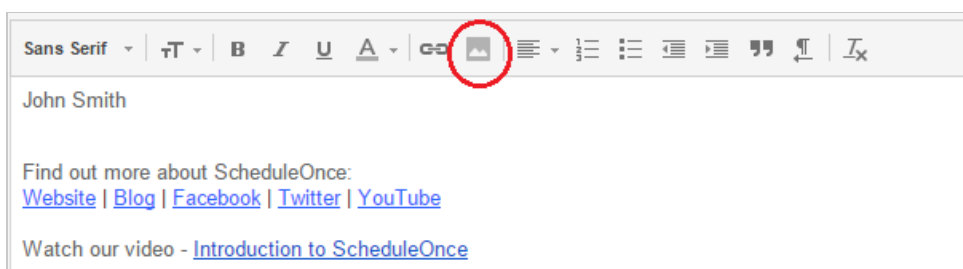 Sans Serif
John Smith
Find out more about ScheduleOnce:
Website | Blog | Facebook | Twitter | YouTube
Watch our video - Introduction to ScheduleOnce